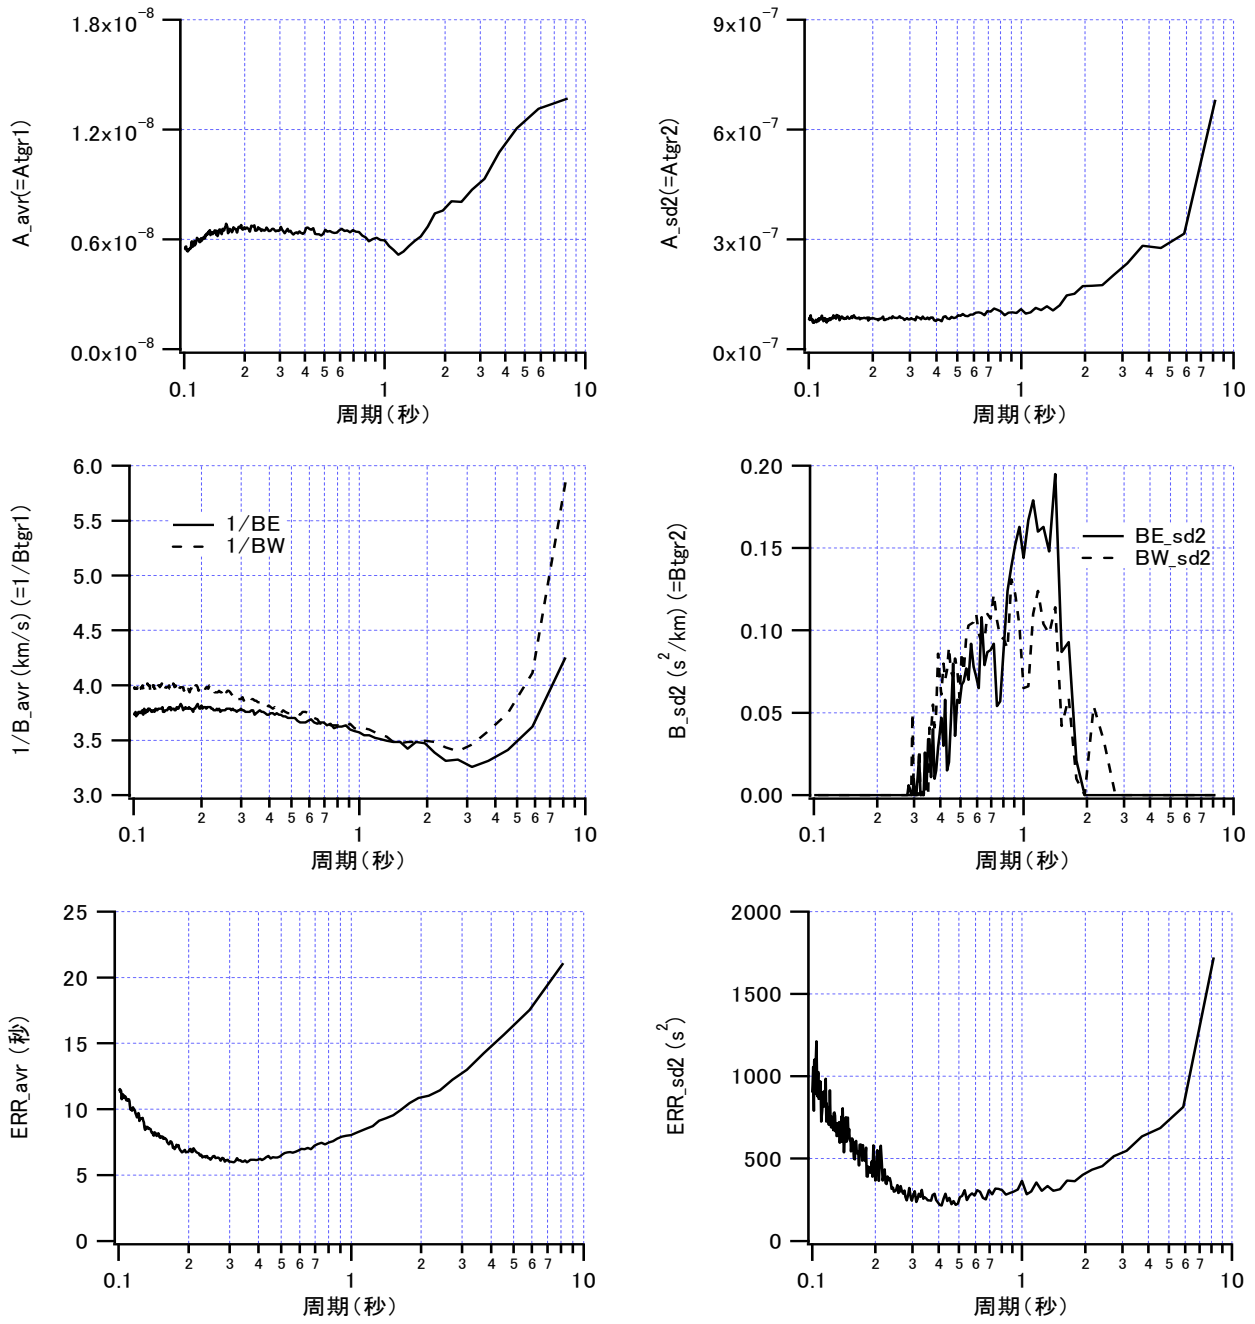 A_avr(=Atgr1)
1.8x10^-8
1.2x10^-8
0.6x10^-8
0.0x10^-8
0.1 2 3 4 5 6 1 2 3 4 5 6 10
周期(秒)
A_sd2(=Atgr2)
9x10^-7
6x10^-7
3x10^-7
0x10^-7
0.1 2 3 4 5 6 7 1 2 3 4 5 6 7 10
周期(秒)
1/B_avr (km/s) (=1/Btgr1)
6.0
5.5
5.0
4.5
4.0
3.5
3.0
1/BE
1/BW
0.1 2 3 4 5 6 7 1 2 3 4 5 6 7 10
周期(秒)
B_sd2 (s^2/km) (=Btgr2)
0.20
0.15
0.10
0.05
0.00
BE_sd2
BW_sd2
0.1 2 3 4 5 6 7 1 2 3 4 5 6 7 10
周期(秒)
ERR_avr (秒)
25
20
15
10
5
0
0.1 2 3 4 5 6 7 1 2 3 4 5 6 7 10
周期(秒)
ERR_sd2 (s^2)
2000
1500
1000
500
0
0.1 2 3 4 5 6 7 1 2 3 4 5 6 7 10
周期(秒)